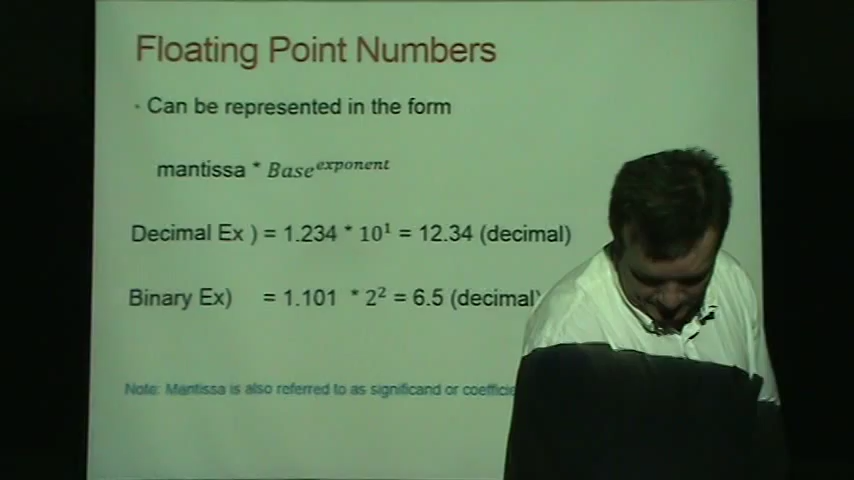 Floating Point Numbers
• Can be represented in the form
mantissa * Base^exponent
Decimal Ex ) = 1.234 * 10¹ = 12.34 (decimal)
Binary Ex) = 1.101 * 2² = 6.5 (decimal)
Note: Mantissa is also referred to as significand or